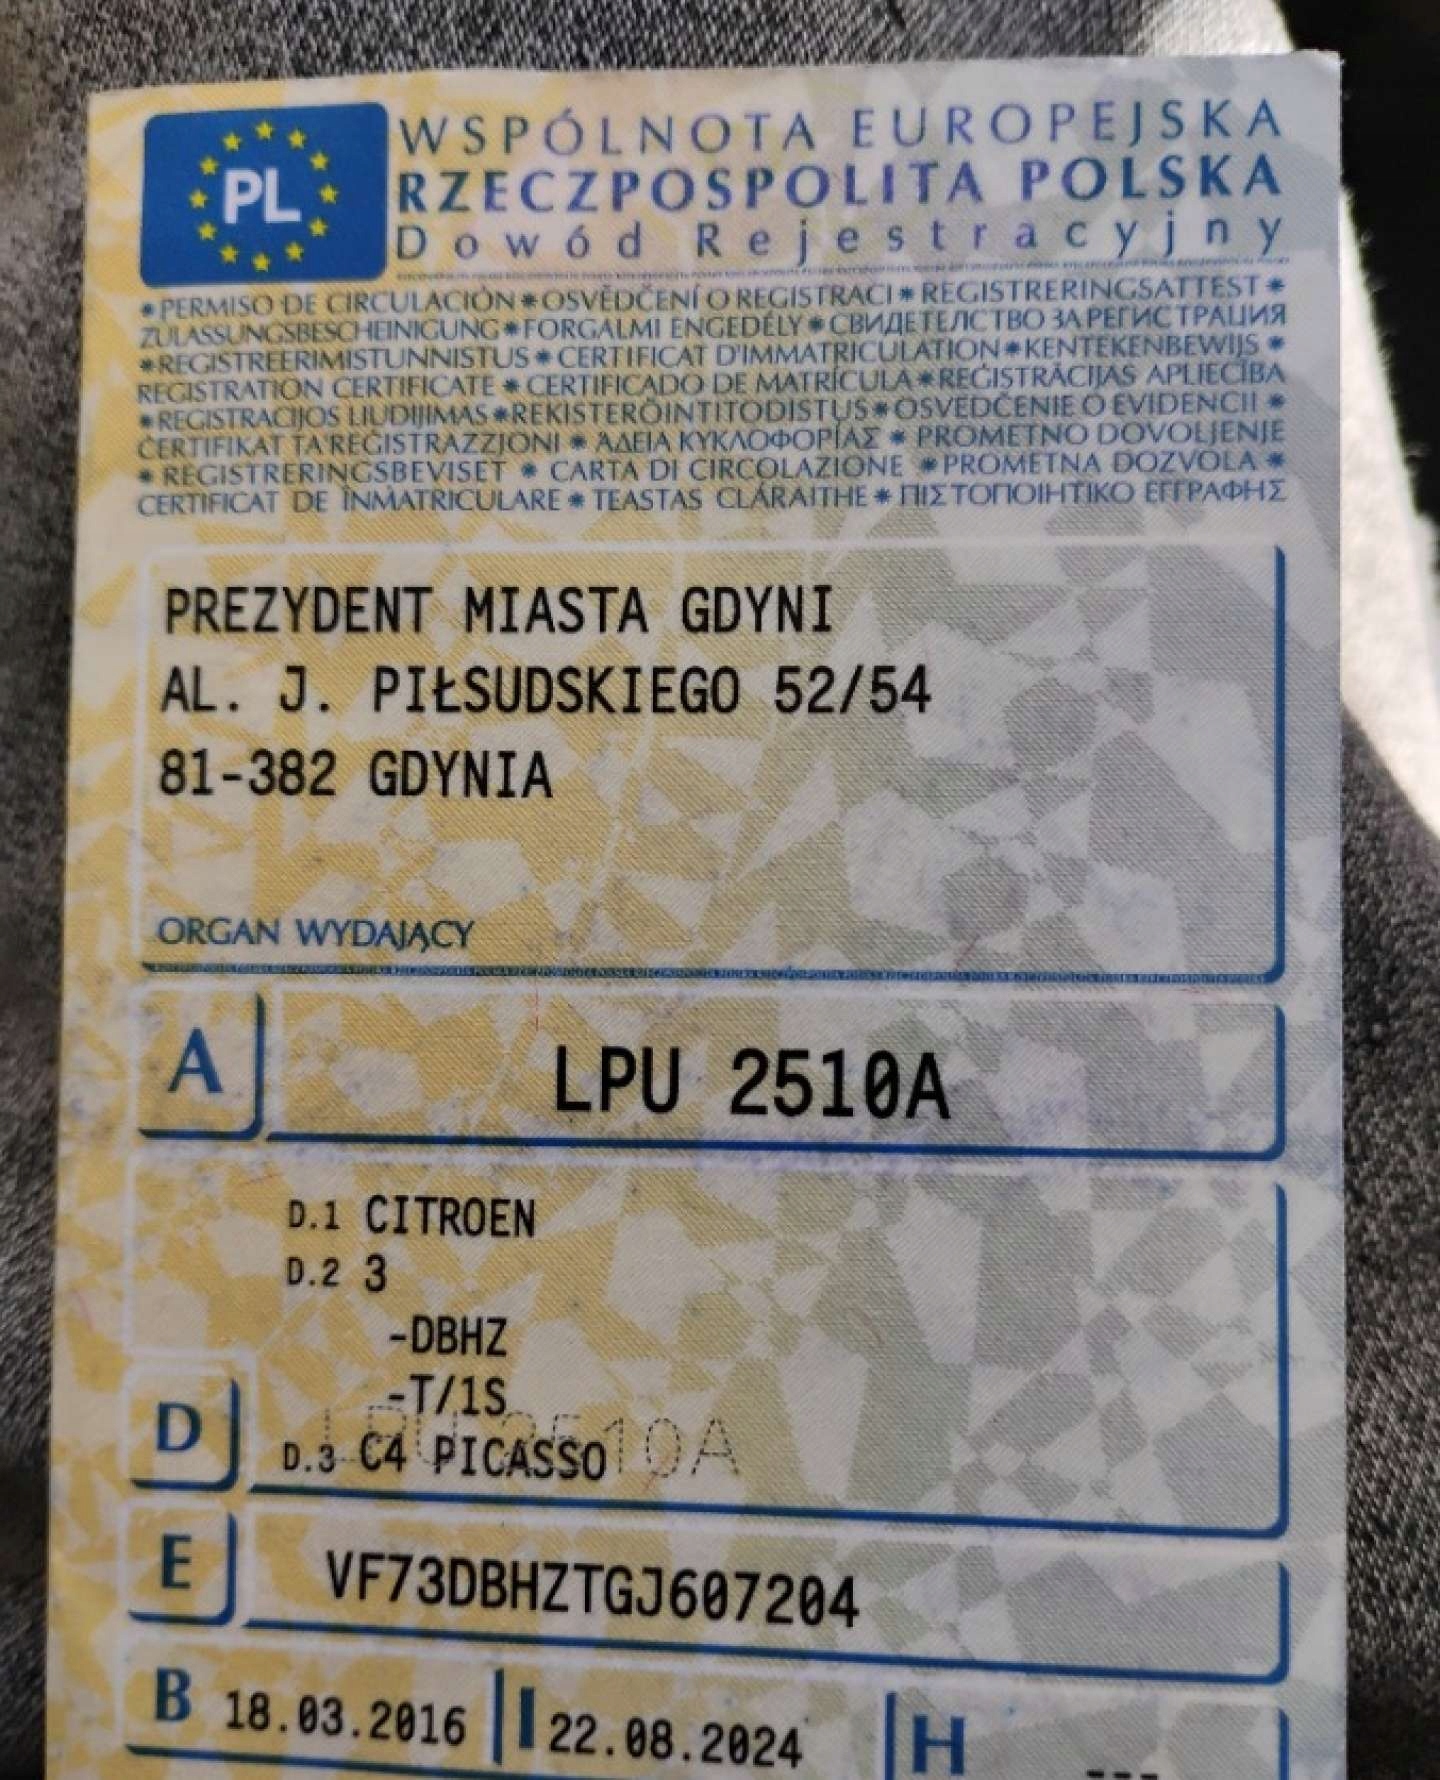 PL
WSPÓLNOTA EUROPEJSKA
RZECZPOSPOLITA POLSKA
Dowód Rejestracyjny
*PERMISO DE CIRCULACIÓN*OSVĚDČENÍ O REGISTRACI*REGISTRERINGSATTEST*
ZULASSUNGSBESCHEINIGUNG*FORGALMI ENGEDÉLY*СВИДЕТЕЛСТВО ЗА РЕГИСТРАЦИЯ
*REGISTREERIMISTUNNISTUS*CERTIFICAT D'IMMATRICULATION*KENTEKENBEWIJS*
REGISTRATION CERTIFICATE*CERTIFICADO DE MATRÍCULA*REĢISTRĀCIJAS APLIECĪBA
*REGISTRACIJOS LIUDIJIMAS*REKISTERÖINTITODISTUS*OSVEDČENIE O EVIDENCII*
ĊERTIFIKAT TA'REĠISTRAZZJONI*ΆΔΕΙΑ ΚΥΚΛΟΦΟΡΊΑΣ*PROMETNO DOVOLJENJE
*REGISTRERINGSBEVISET*CARTA DI CIRCOLAZIONE*PROMETNA DOZVOLA*
CERTIFICAT DE ÎNMATRICULARE*TEASTAS CLÁRAITHE*ΠΙΣΤΟΠΟΙΗΤΙΚΟ ΕΓΓΡΑΦΗΣ
PREZYDENT MIASTA GDYNI
AL. J. PIŁSUDSKIEGO 52/54
81-382 GDYNIA
ORGAN WYDAJĄCY
A LPU 2510A
D.1 CITROEN
D.2 3
-DBHZ
-T/1S
LPU 2510A
D D.3 C4 PICASSO
E VF73DBHZTGJ607204
B 18.03.2016 I 22.08.2024 H ---